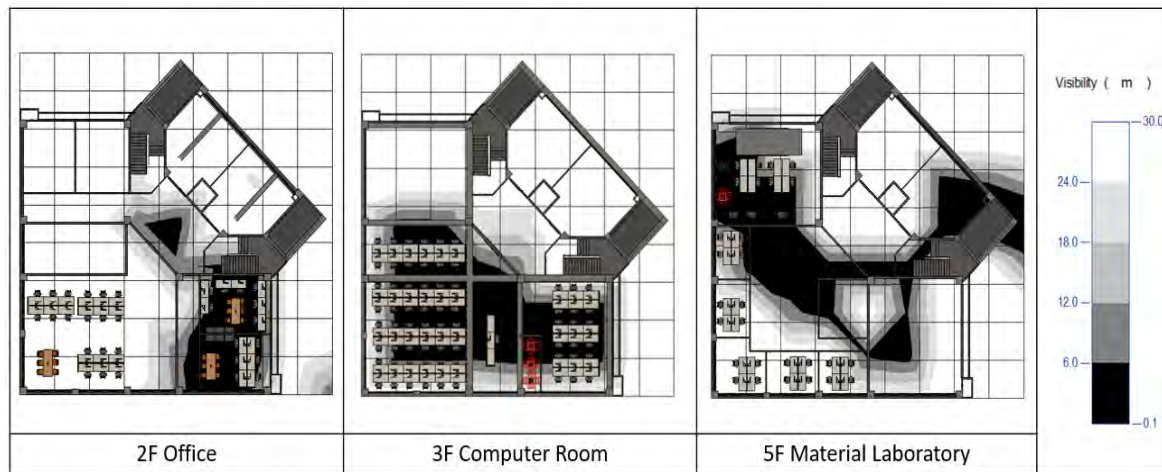 2F Office
3F Computer Room
5F Material Laboratory
Visibility ( m )
30.0
24.0
18.0
12.0
6.0
0.1